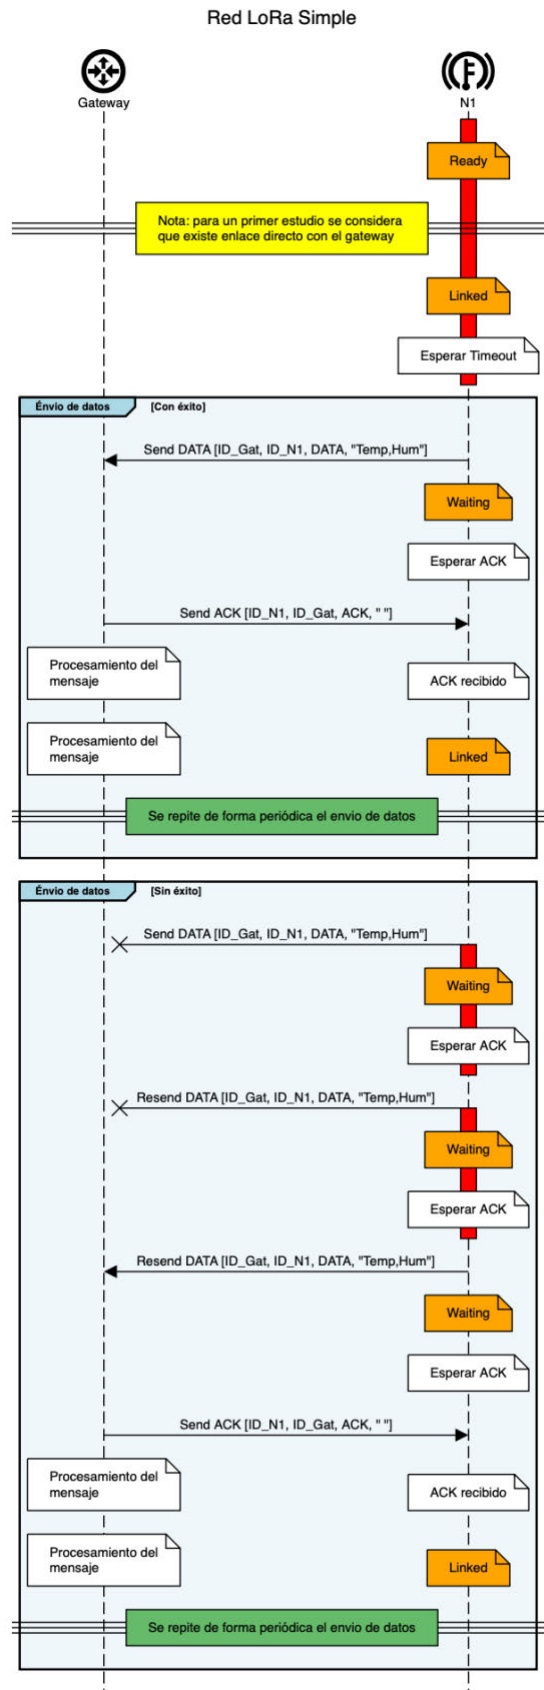 Red LoRa Simple
Gateway
N1
Ready
Nota: para un primer estudio se considera
que existe enlace directo con el gateway
Linked
Esperar Timeout
Énvio de datos
[Con éxito]
Send DATA [ID_Gat, ID_N1, DATA, "Temp,Hum"]
Waiting
Esperar ACK
Send ACK [ID_N1, ID_Gat, ACK, " "]
Procesamiento del
mensaje
ACK recibido
Procesamiento del
mensaje
Linked
Se repite de forma periódica el envio de datos
Énvio de datos
[Sin éxito]
Send DATA [ID_Gat, ID_N1, DATA, "Temp,Hum"]
Waiting
Esperar ACK
Resend DATA [ID_Gat, ID_N1, DATA, "Temp,Hum"]
Waiting
Esperar ACK
Resend DATA [ID_Gat, ID_N1, DATA, "Temp,Hum"]
Waiting
Esperar ACK
Send ACK [ID_N1, ID_Gat, ACK, " "]
Procesamiento del
mensaje
ACK recibido
Procesamiento del
mensaje
Linked
Se repite de forma periódica el envio de datos